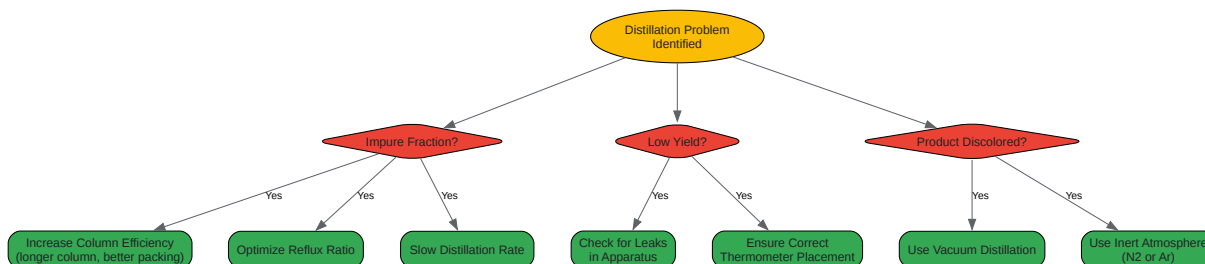 Distillation Problem
Identified
Impure Fraction?
Low Yield?
Product Discolored?
Yes
Yes
Yes
Yes
Yes
Yes
Yes
Increase Column Efficiency
(longer column, better packing)
Optimize Reflux Ratio
Slow Distillation Rate
Check for Leaks
in Apparatus
Ensure Correct
Thermometer Placement
Use Vacuum Distillation
Use Inert Atmosphere
(N2 or Ar)